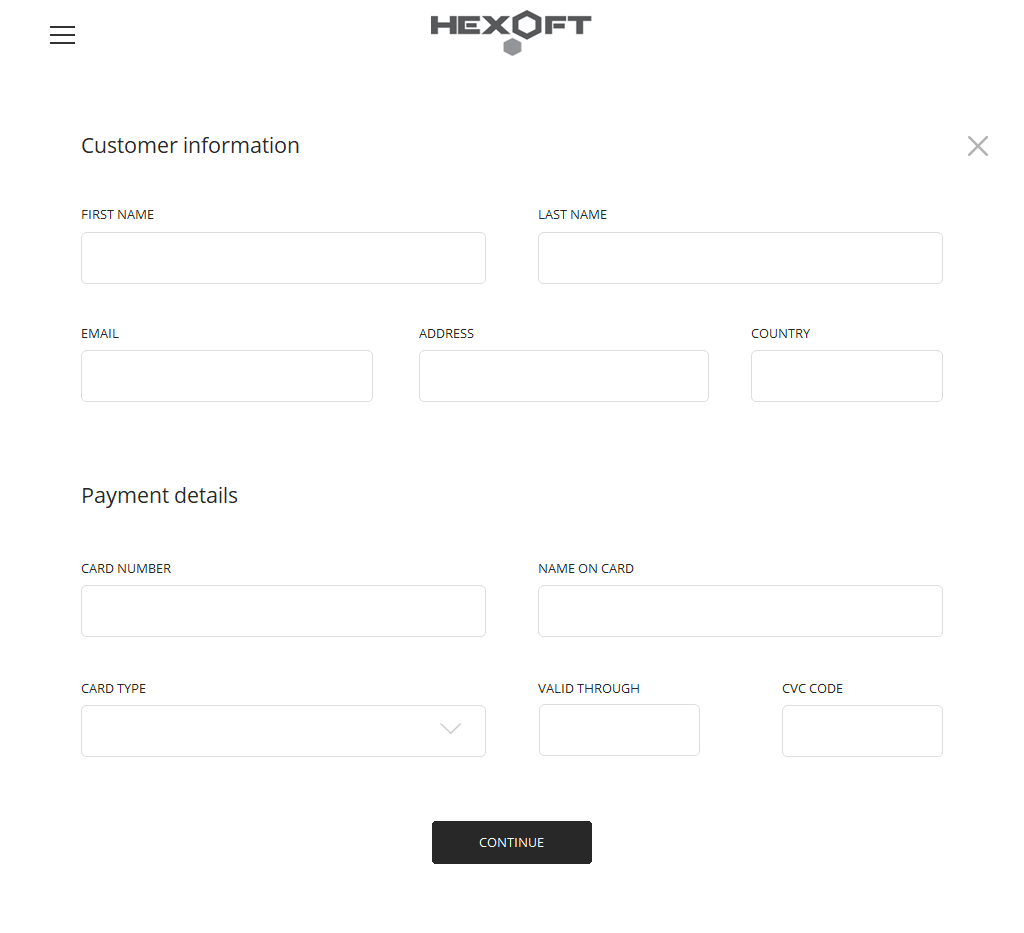 HEXOFT
Customer information
FIRST NAME LAST NAME
EMAIL ADDRESS COUNTRY
Payment details
CARD NUMBER NAME ON CARD
CARD TYPE VALID THROUGH CVC CODE
CONTINUE